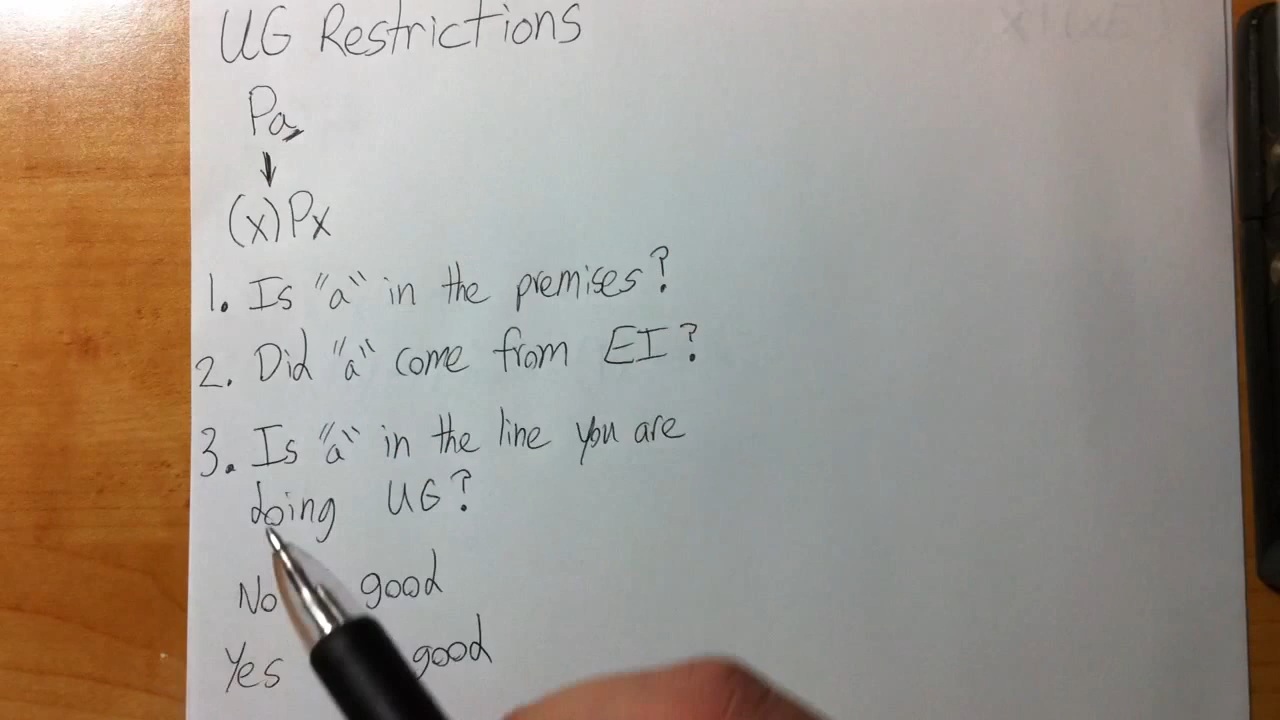 UG Restrictions
Pa
↓
(x)Px
1. Is "a" in the premises?
2. Did "a" come from EI?
3. Is "a" in the line you are
doing UG?
No good
Yes good